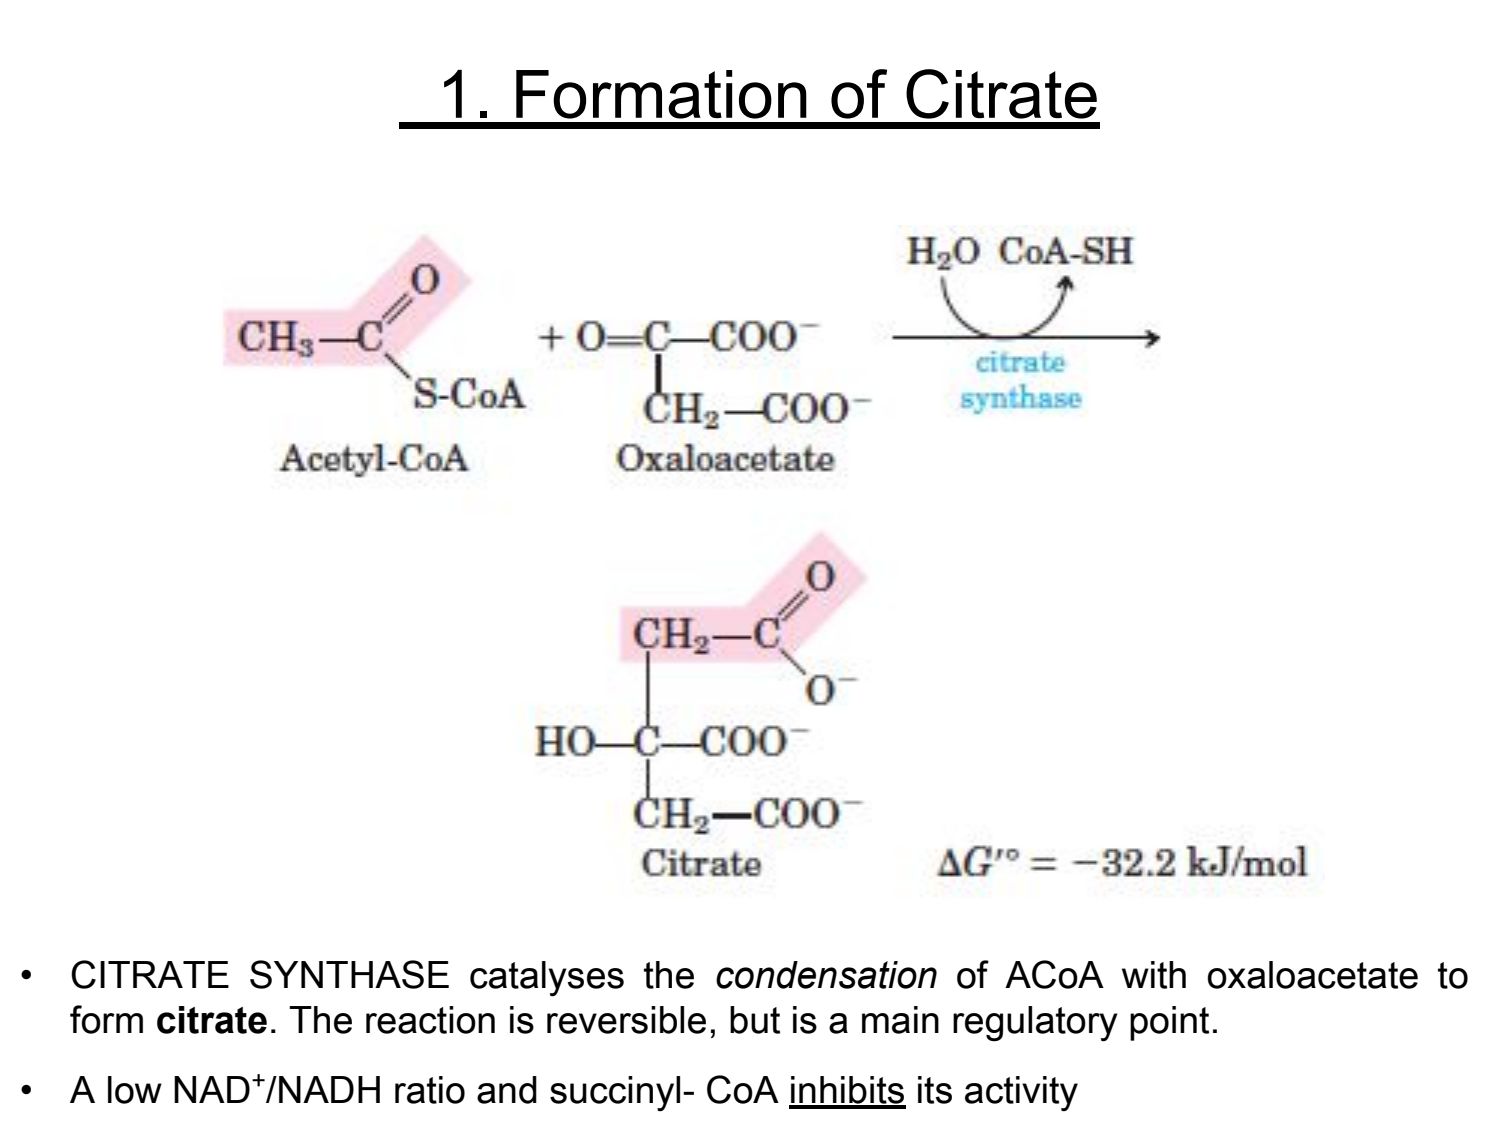 1. Formation of Citrate
H₂O CoA-SH
O
CH₃—C
+ O=C—COO⁻
citrate
S-CoA
CH₂—COO⁻
synthase
Acetyl-CoA
Oxaloacetate
O
CH₂—C
O⁻
HO—C—COO⁻
CH₂—COO⁻
Citrate
ΔG′° = −32.2 kJ/mol
• CITRATE SYNTHASE catalyses the condensation of ACoA with oxaloacetate to
form citrate. The reaction is reversible, but is a main regulatory point.
• A low NAD⁺/NADH ratio and succinyl- CoA inhibits its activity